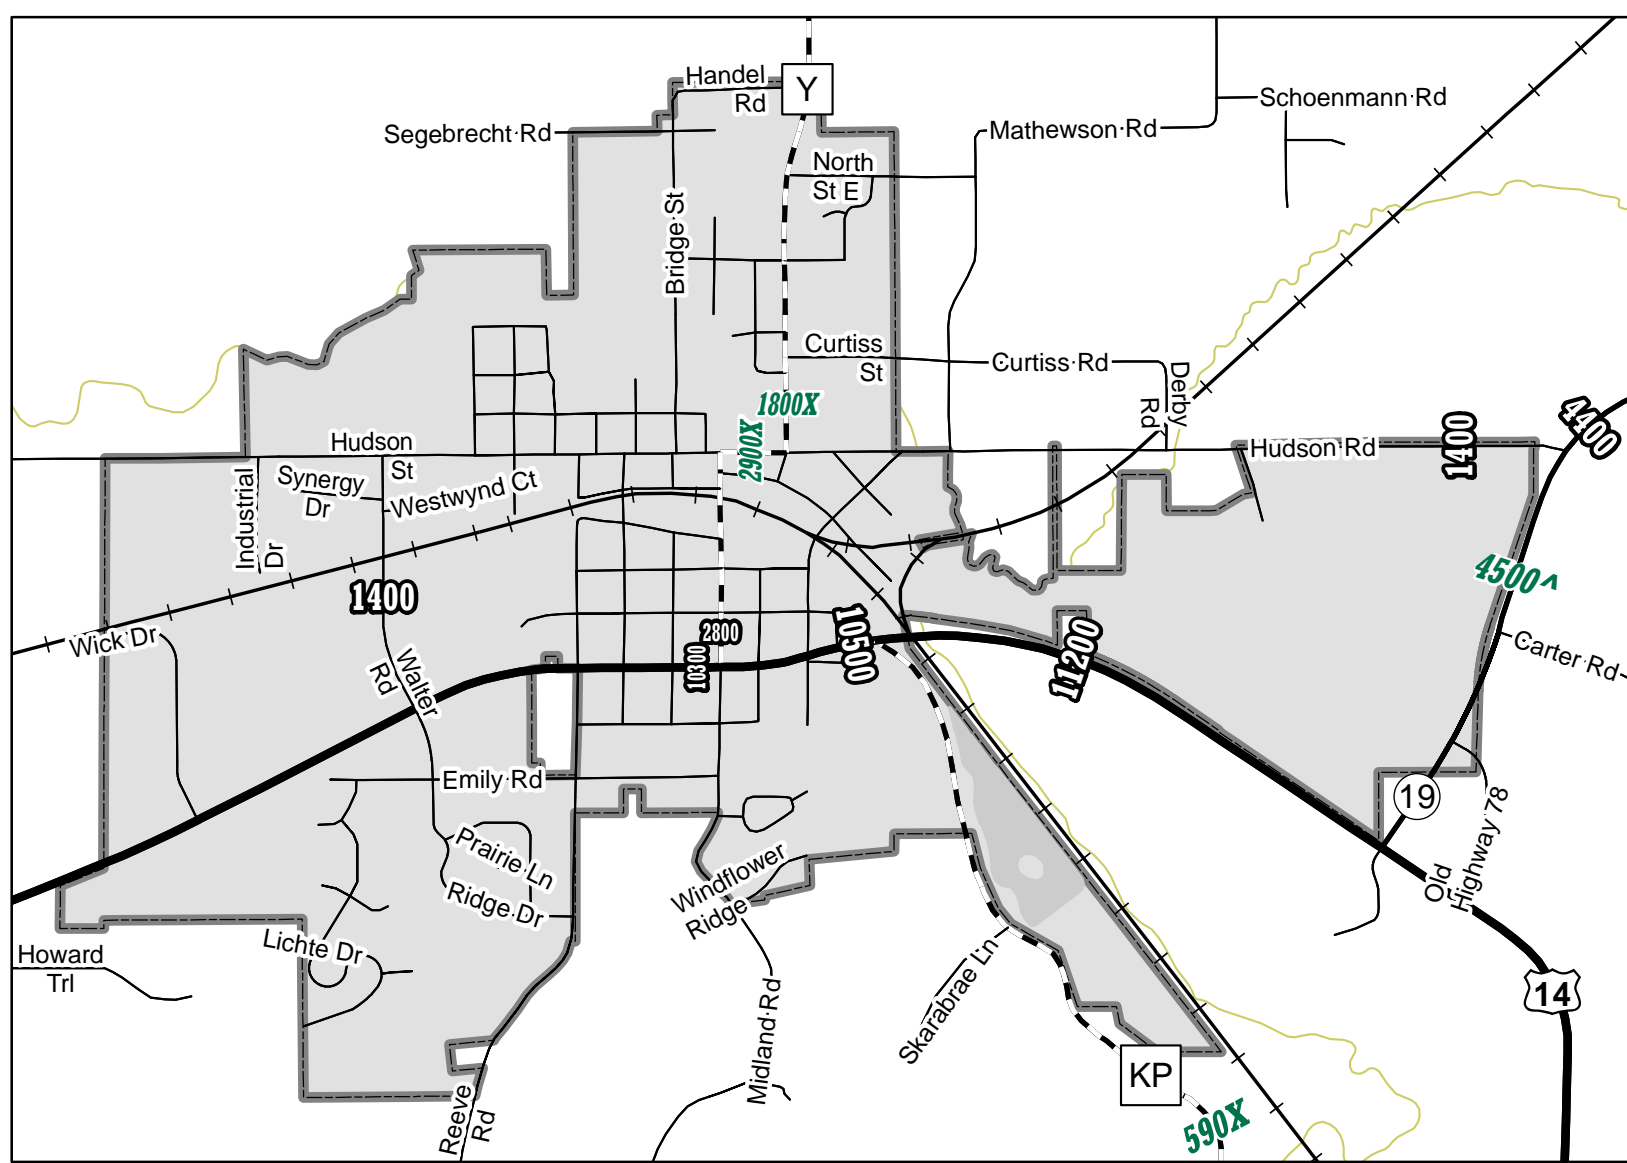 Handel
Rd
Y
Schoenmann Rd
Segebrecht Rd
Mathewson Rd
North
St E
Bridge St
Curtiss
St
Curtiss Rd
Derby
Rd
1800X
2900X
4400
1400
Hudson
St
Hudson Rd
Industrial
Dr
Synergy
Dr
Westwynd Ct
4500^
1400
Wick Dr
Walter
Rd
2800
10300
10500
11200
Carter Rd
Emily Rd
19
Old
Highway 78
Prairie Ln
Ridge Dr
Windflower
Ridge
Lichte Dr
Howard
Trl
Skarabrae Ln
Midland Rd
14
KP
Reeve
Rd
590X